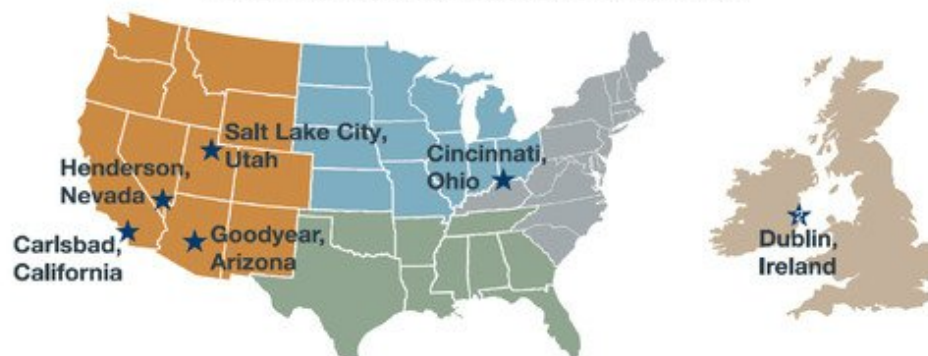 Salt Lake City,
Utah
Henderson,
Nevada
Cincinnati,
Ohio
Carlsbad,
California
Goodyear,
Arizona
Dublin,
Ireland